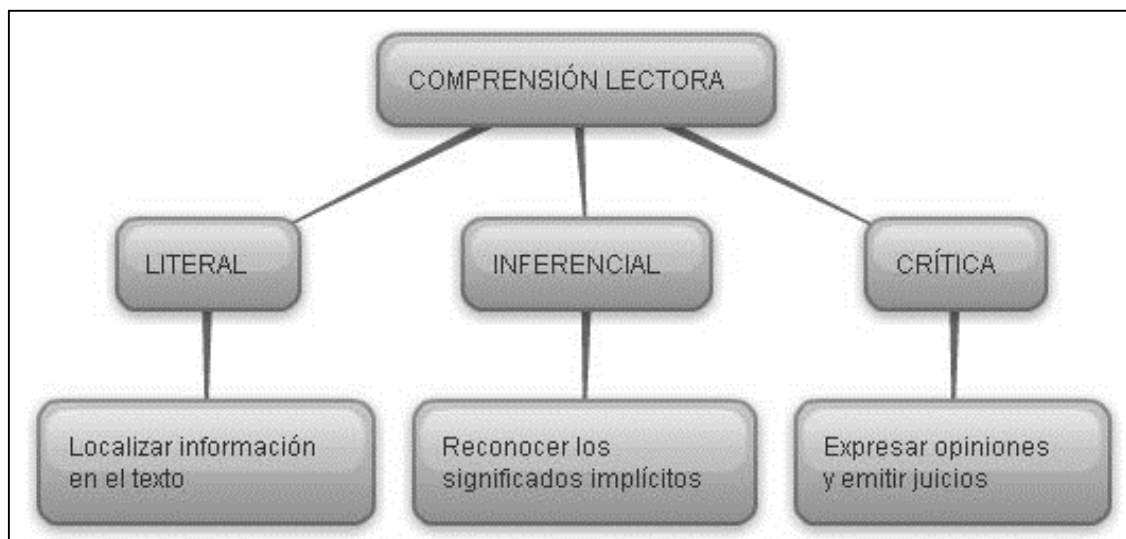 COMPRENSIÓN LECTORA
LITERAL
INFERENCIAL
CRÍTICA
Localizar información
en el texto
Reconocer los
significados implícitos
Expresar opiniones
y emitir juicios